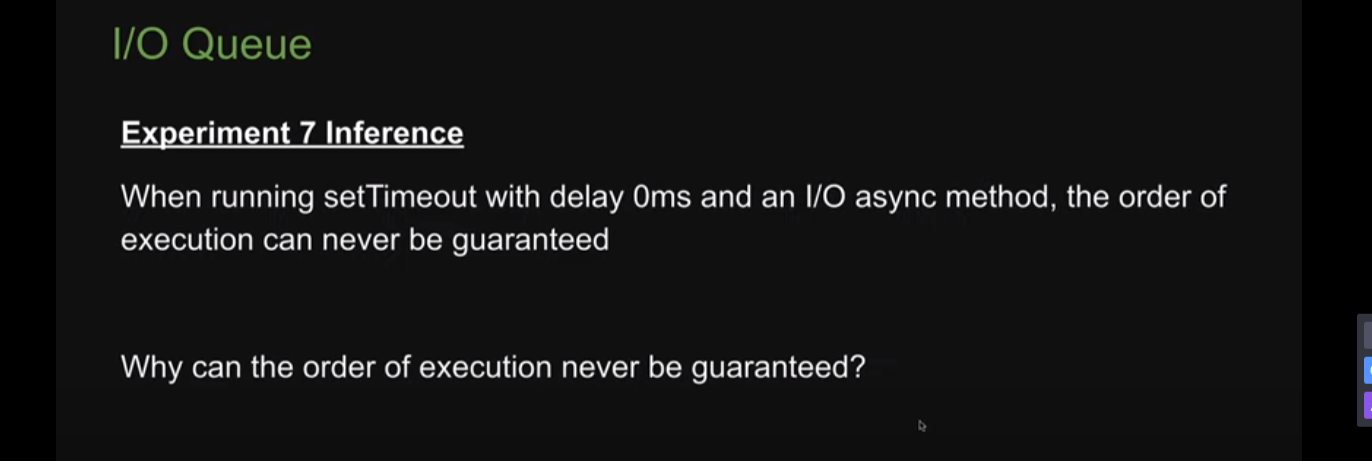 I/O Queue
Experiment 7 Inference
When running setTimeout with delay 0ms and an I/O async method, the order of
execution can never be guaranteed
Why can the order of execution never be guaranteed?